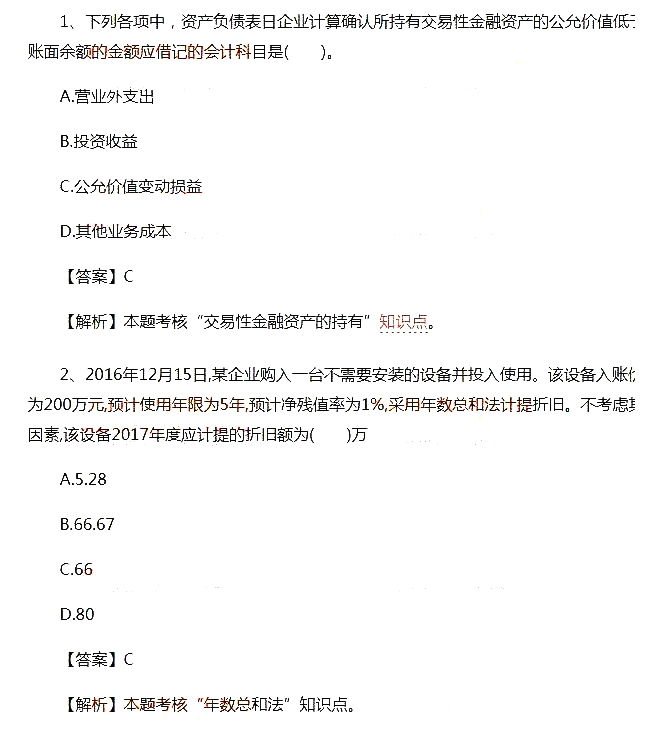 1、下列各项中，资产负债表日企业计算确认所持有交易性金融资产的公允价值低
账面余额的金额应借记的会计科目是(　　)。
A.营业外支出
B.投资收益
C.公允价值变动损益
D.其他业务成本
【答案】C
【解析】本题考核“交易性金融资产的持有”知识点。
2、2016年12月15日,某企业购入一台不需要安装的设备并投入使用。该设备入账
为200万元,预计使用年限为5年,预计净残值率为1%,采用年数总和法计提折旧。不考虑
因素,该设备2017年度应计提的折旧额为(　　)万
A.5.28
B.66.67
C.66
D.80
【答案】C
【解析】本题考核“年数总和法”知识点。